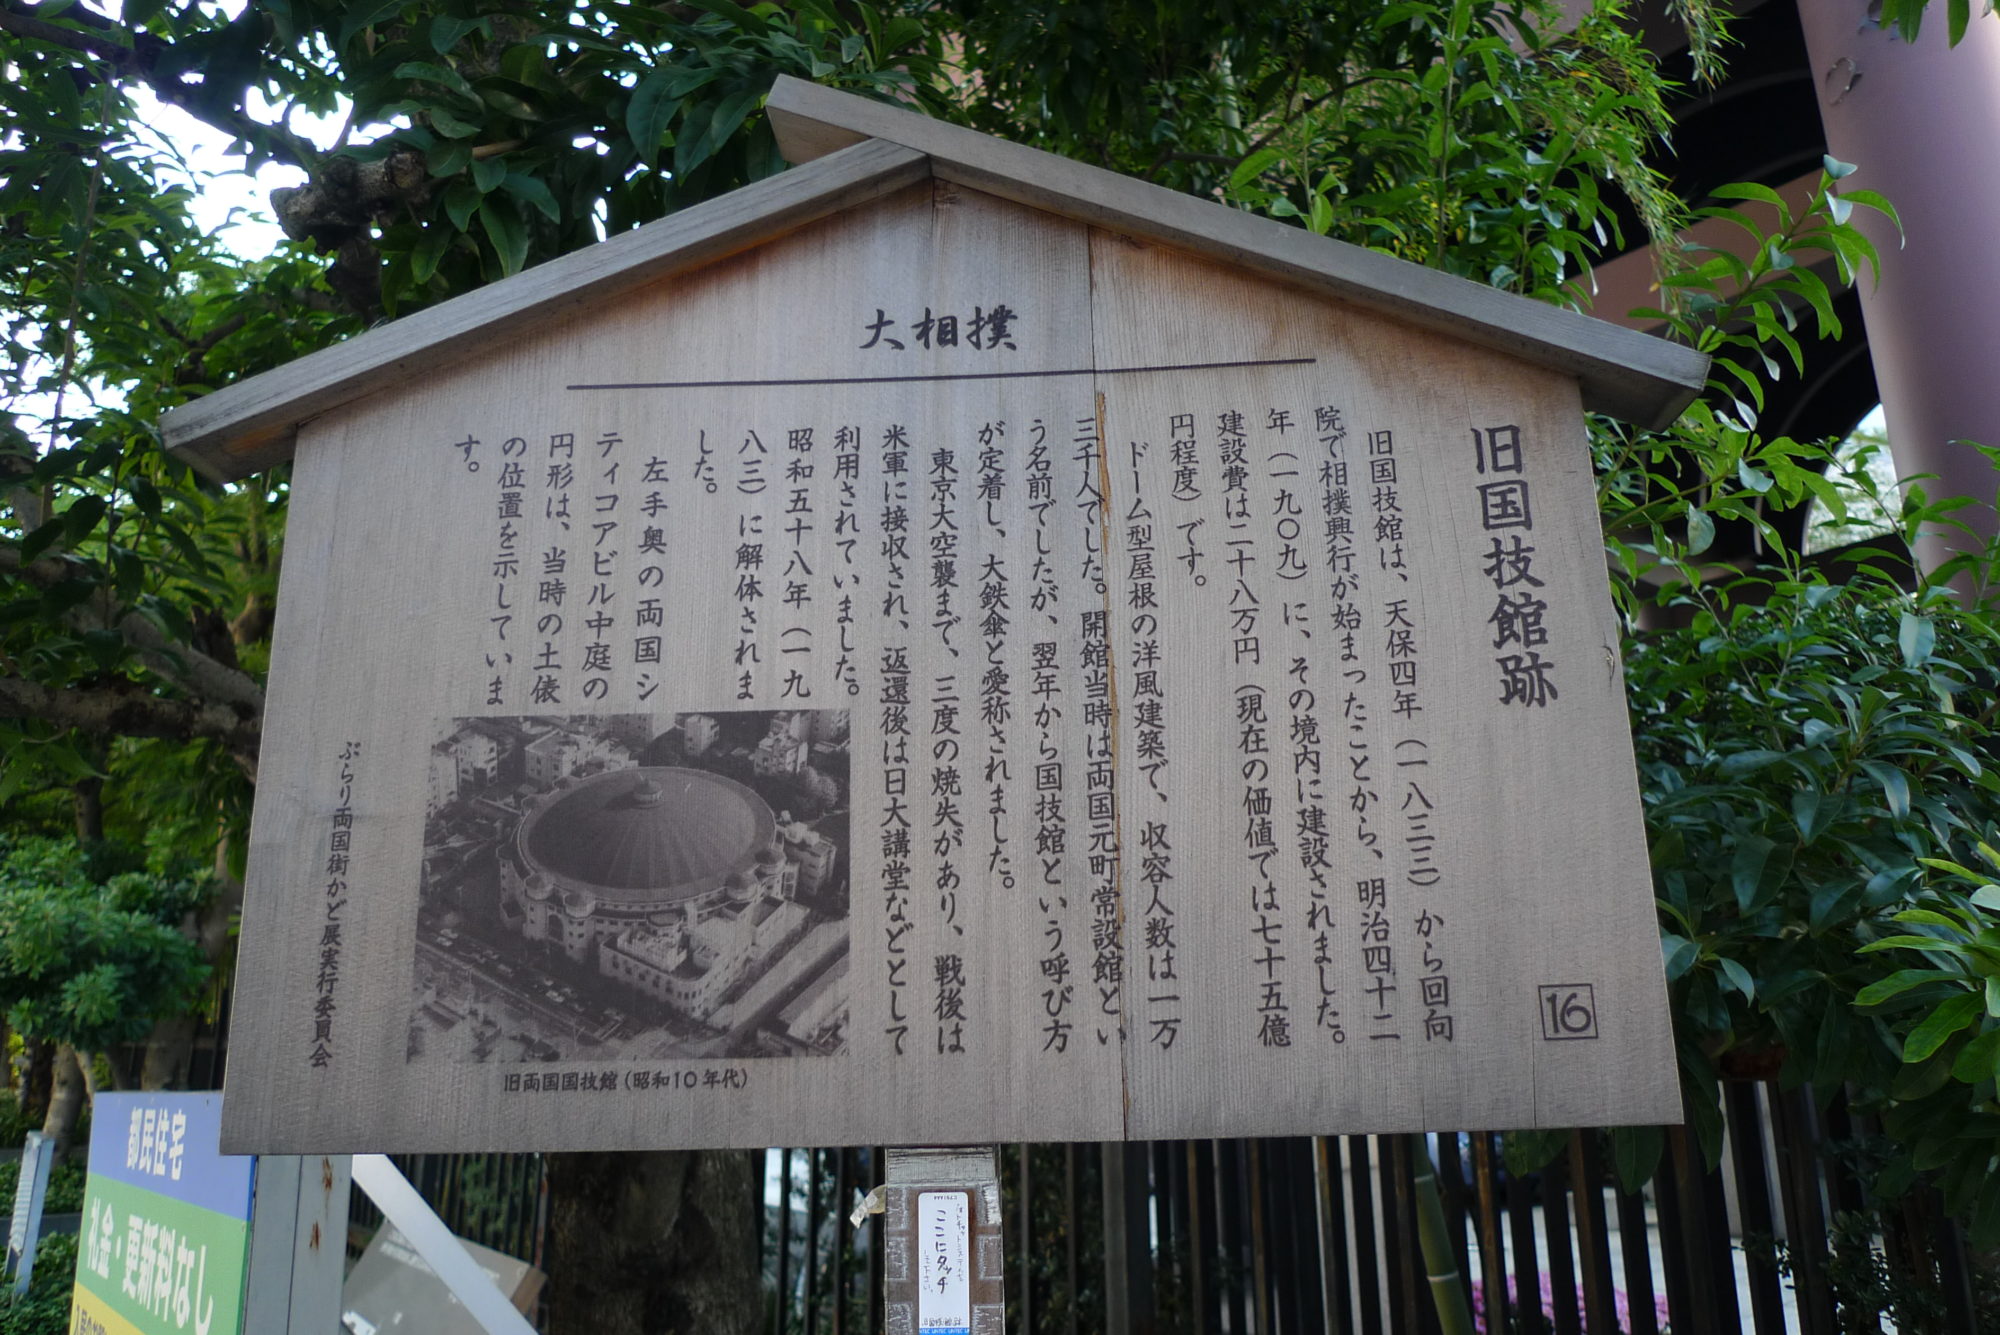 大相撲
旧国技館跡
16
旧国技館は、天保四年（一八三三）から回向
院で相撲興行が始まったことから、明治四十二
年（一九〇九）に、その境内に建設されました。
建設費は二十八万円（現在の価値では七十五億
円程度）です。
ドーム型屋根の洋風建築で、収容人数は一万
三千人でした。開館当時は両国元町常設館とい
う名前でしたが、翌年から国技館という呼び方
が定着し、大鉄傘と愛称されました。
東京大空襲まで、三度の焼失があり、戦後は
米軍に接収され、返還後は日大講堂などとして
利用されていました。
昭和五十八年（一九
八三）に解体されま
した。
左手奥の両国シ
ティコアビル中庭の
円形は、当時の土俵
の位置を示していま
す。
旧両国国技館（昭和10年代）
ぶらり両国街かど展実行委員会
都民住宅
礼金・更新料なし
ここにタッチ
して下さい。